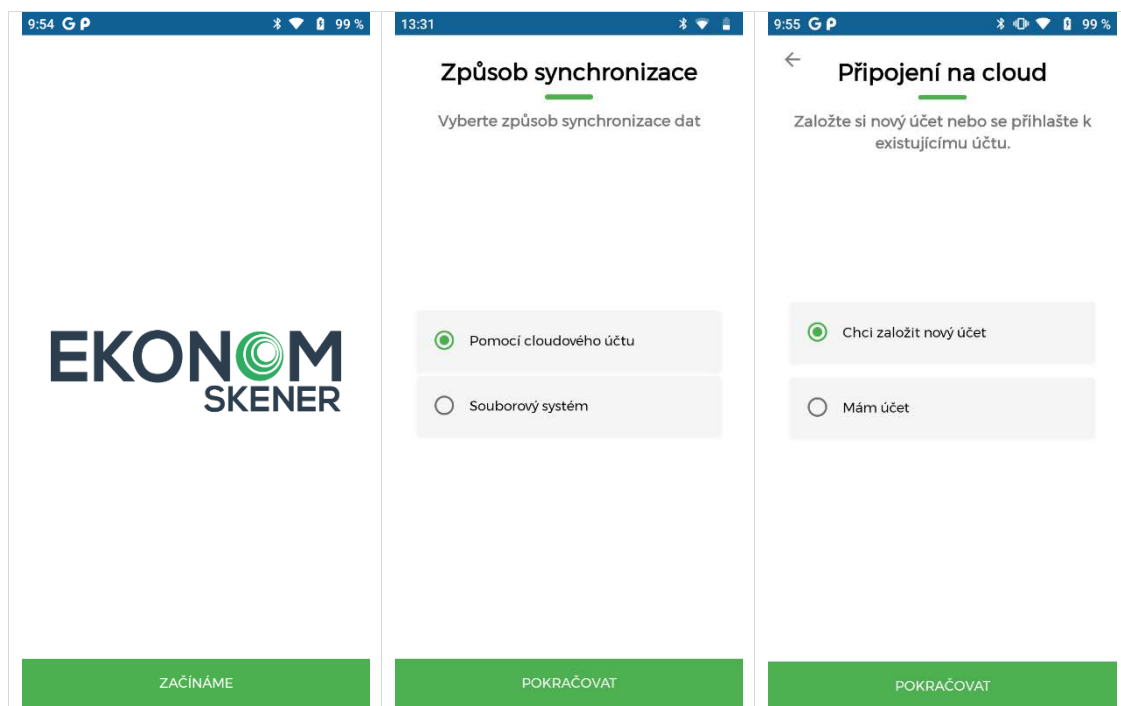 9:54 G P 99 %
EKONOM
SKENER
ZAČÍNÁME
13:31
Způsob synchronizace
Vyberte způsob synchronizace dat
Pomocí cloudového účtu
Souborový systém
POKRAČOVAT
9:55 G P 99 %
Připojení na cloud
Založte si nový účet nebo se přihlašte k
existujícímu účtu.
Chci založit nový účet
Mám účet
POKRAČOVAT